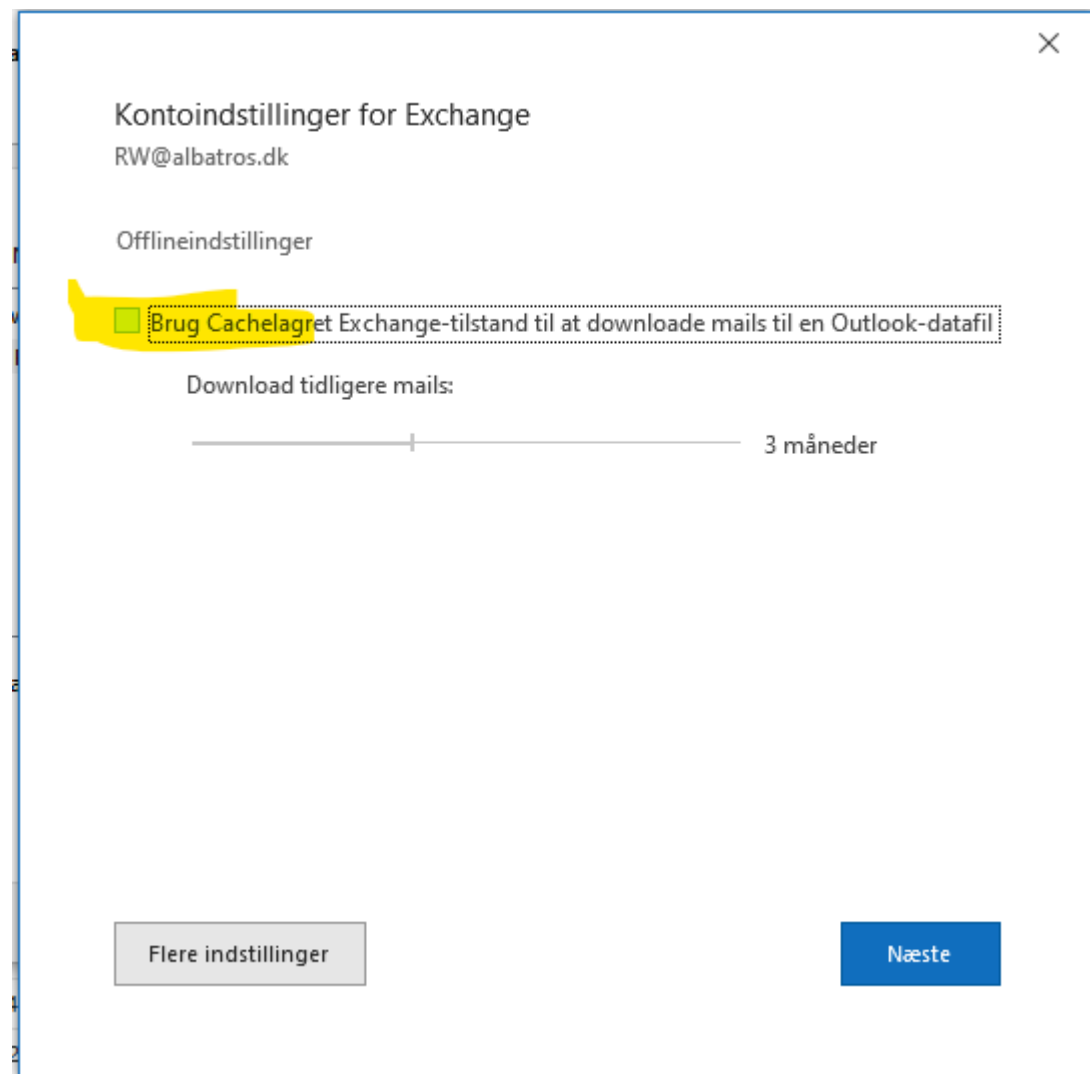 Kontoindstillinger for Exchange
RW@albatros.dk
Offlineindstillinger
Brug Cachelagret Exchange-tilstand til at downloade mails til en Outlook-datafil
Download tidligere mails:
3 måneder
Flere indstillinger
Næste